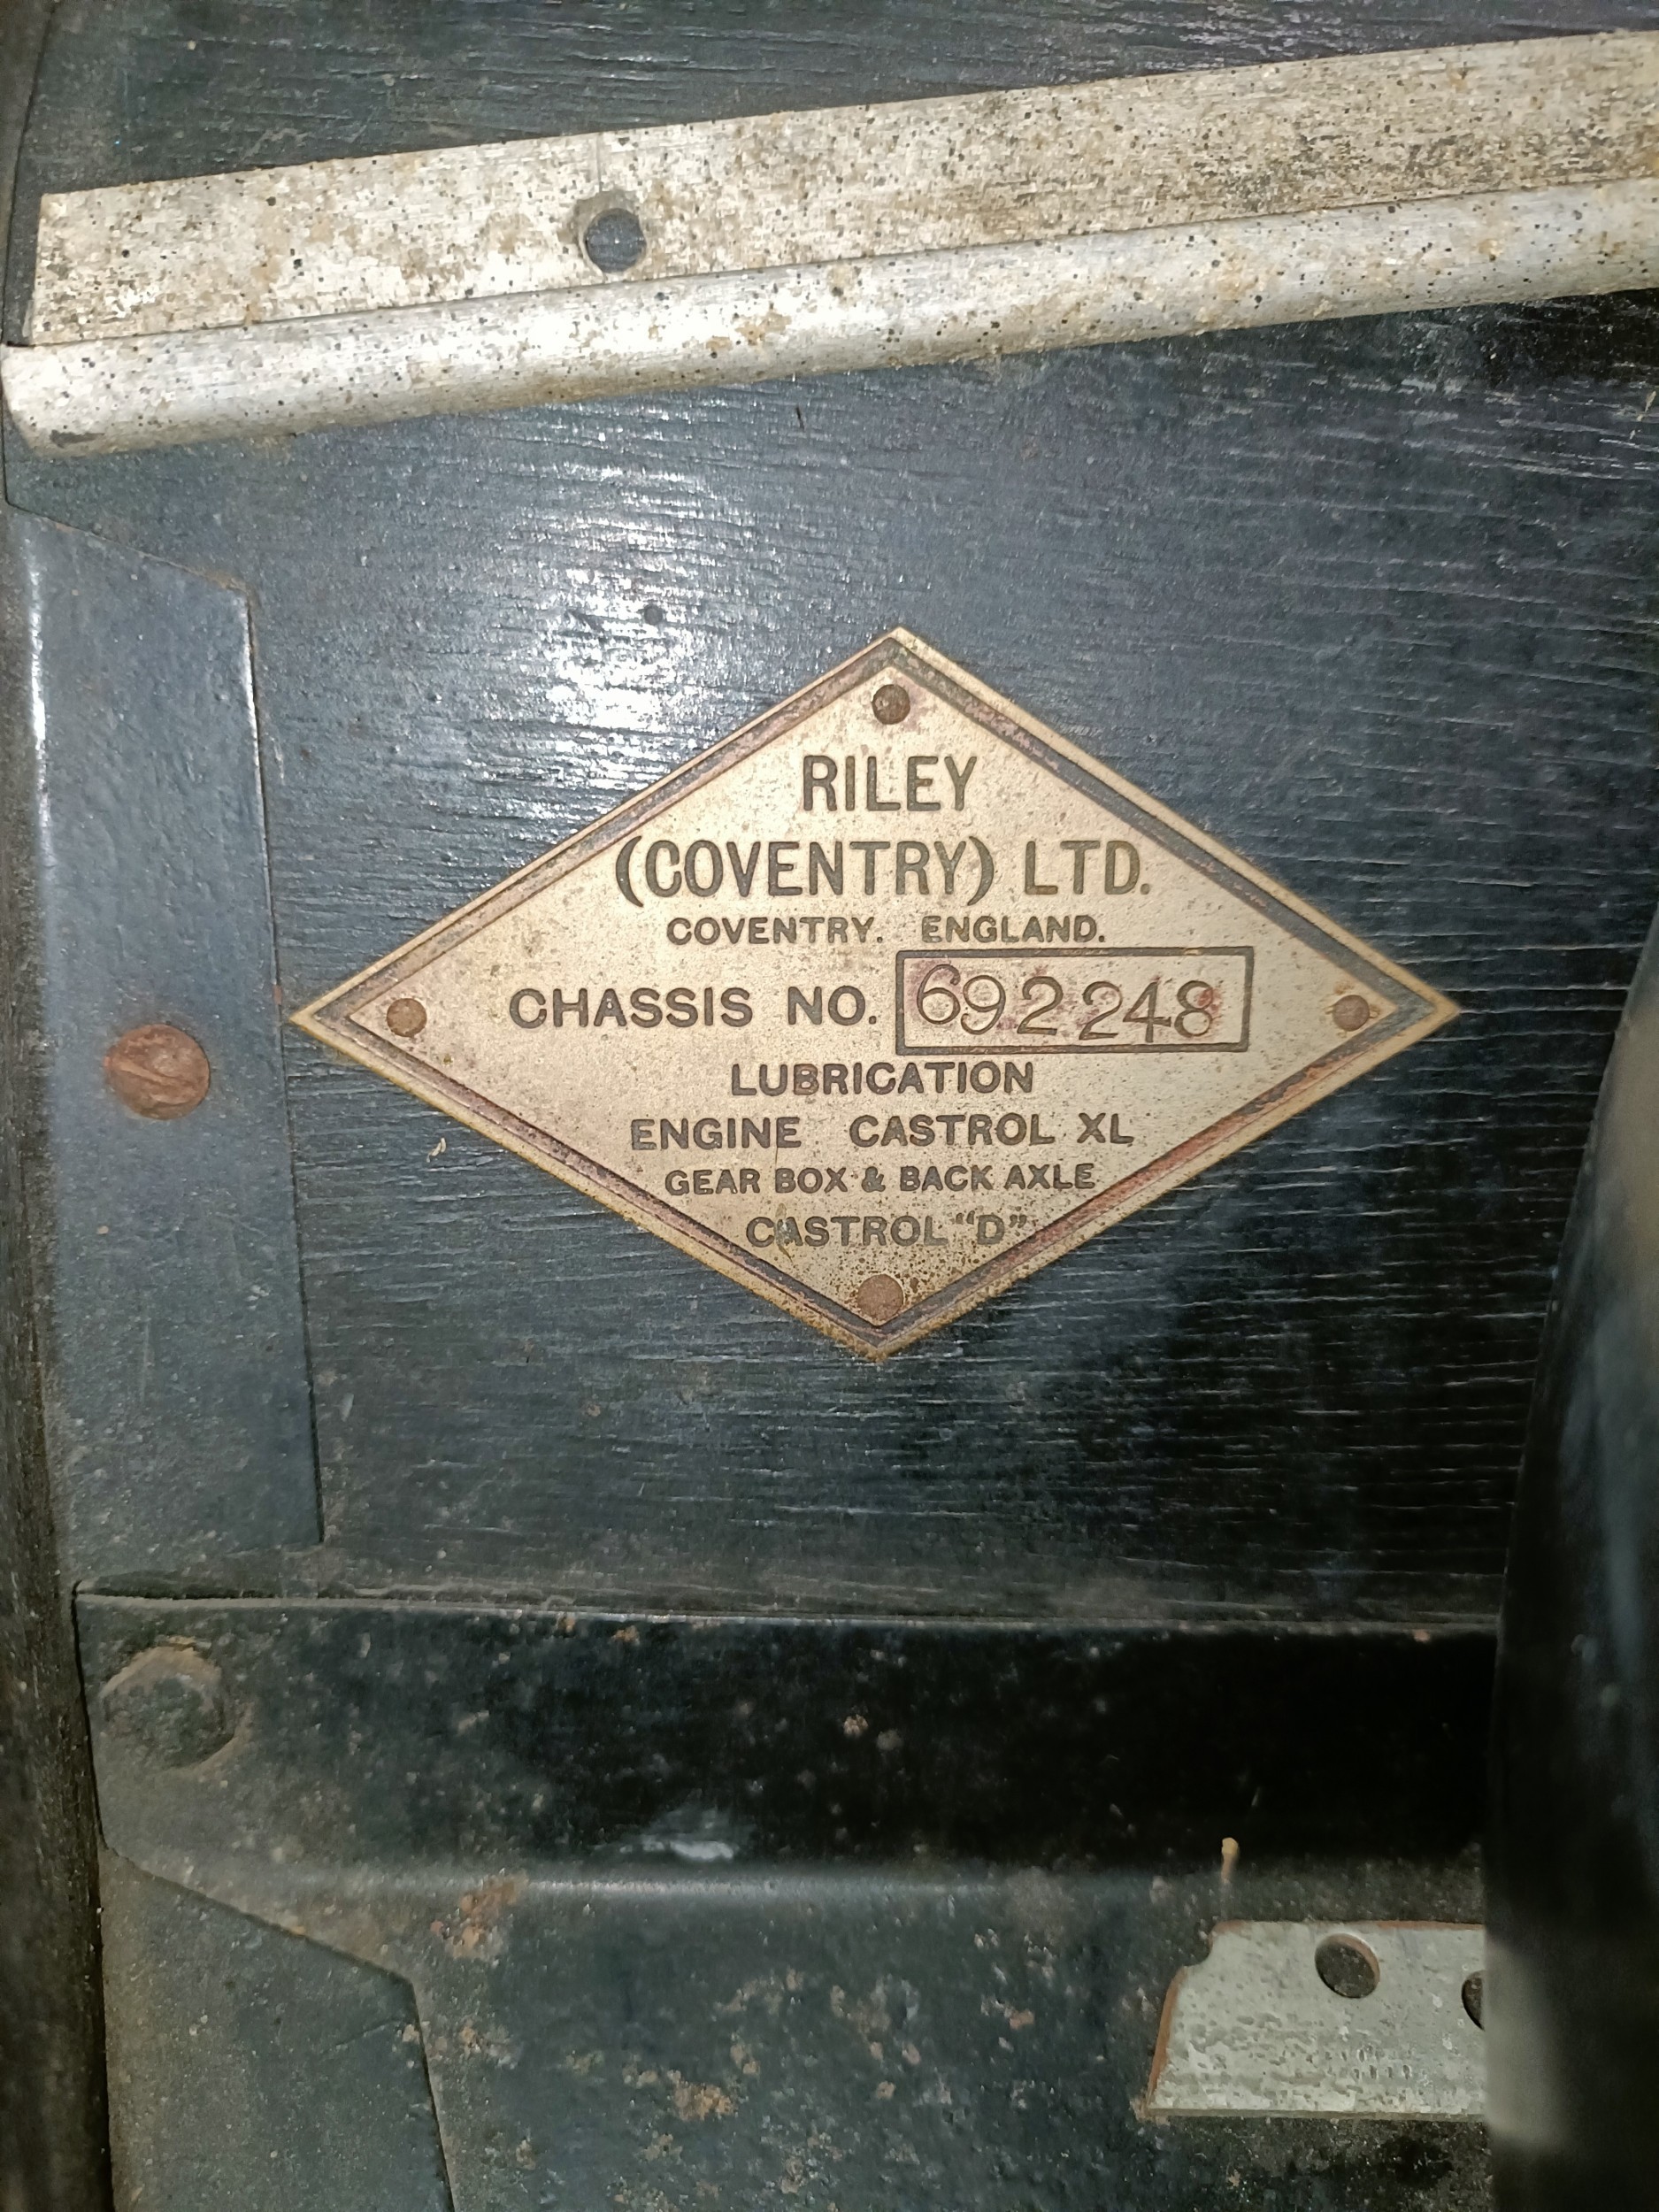 RILEY
(COVENTRY) LTD.
COVENTRY. ENGLAND.
CHASSIS NO. 692248
LUBRICATION
ENGINE CASTROL XL
GEAR BOX & BACK AXLE
CASTROL “D”